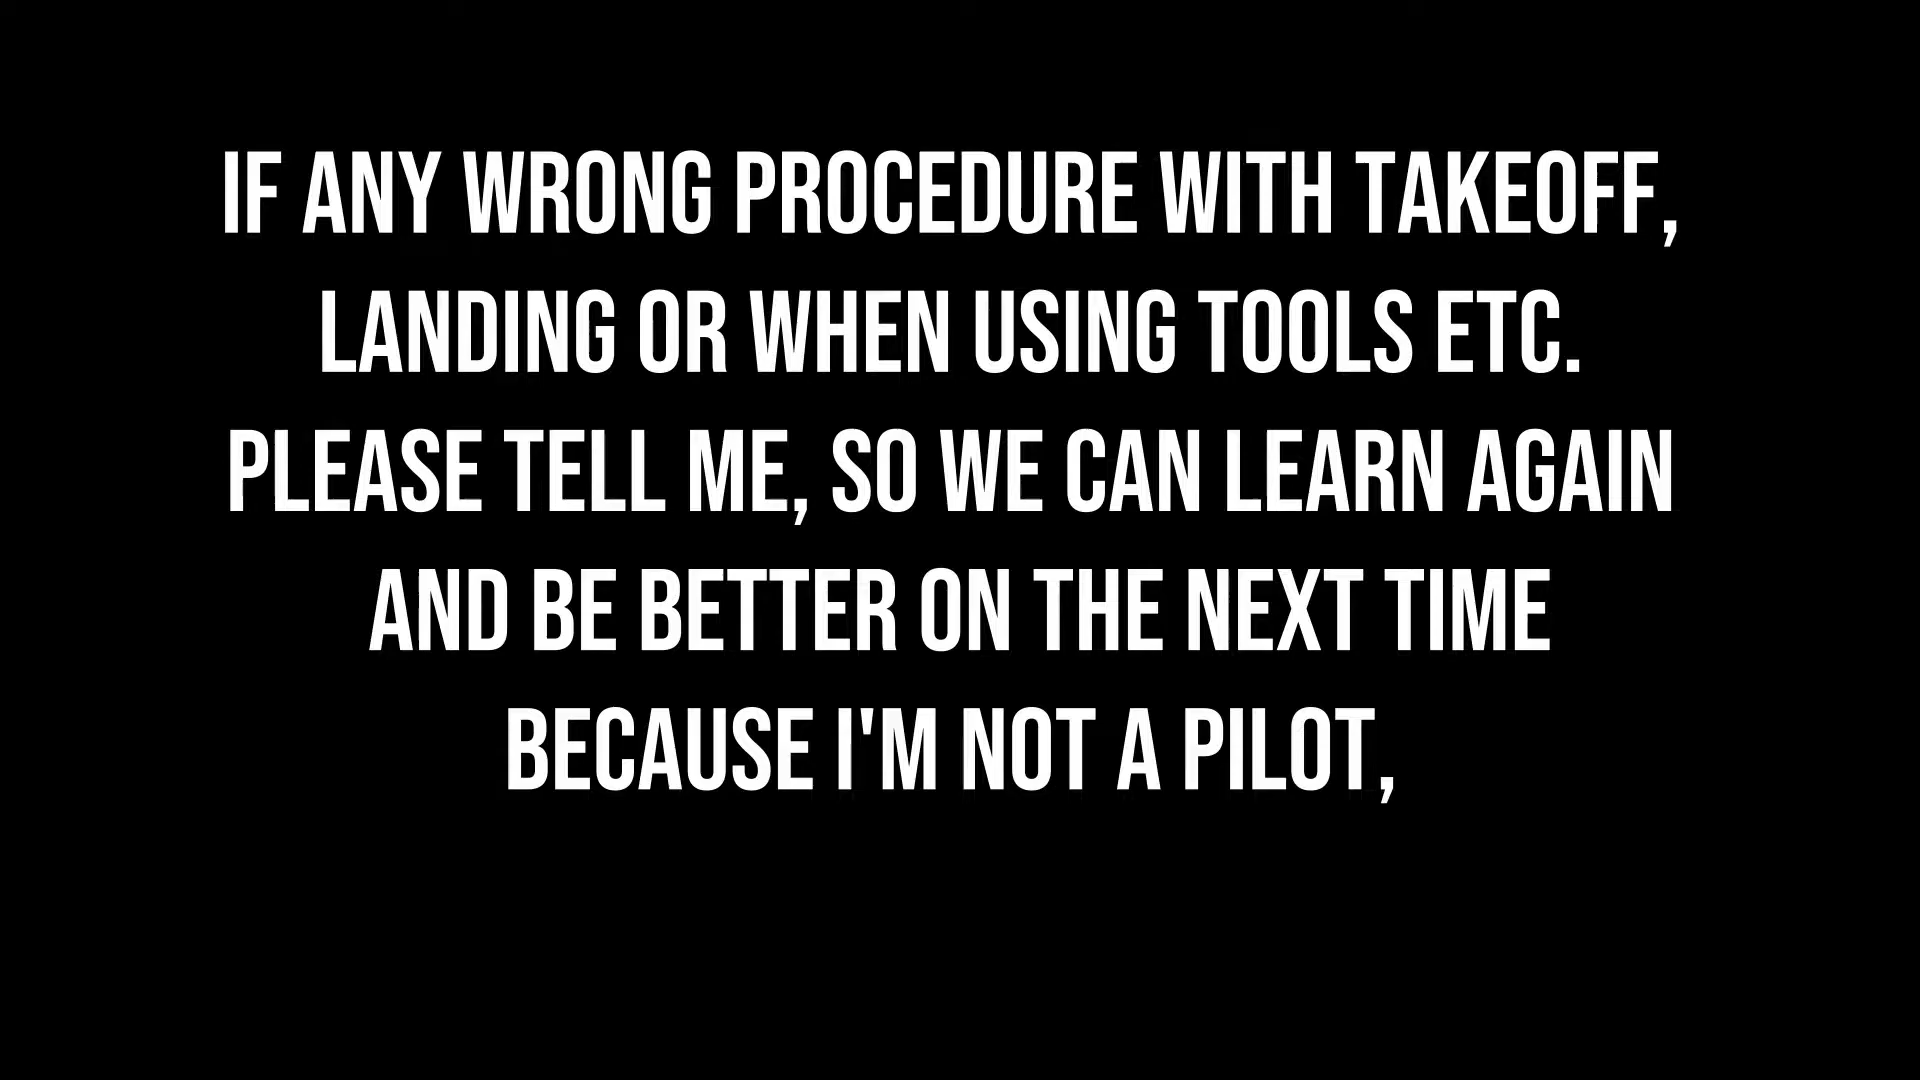 IF ANY WRONG PROCEDURE WITH TAKEOFF,
LANDING OR WHEN USING TOOLS ETC.
PLEASE TELL ME, SO WE CAN LEARN AGAIN
AND BE BETTER ON THE NEXT TIME
BECAUSE I'M NOT A PILOT,